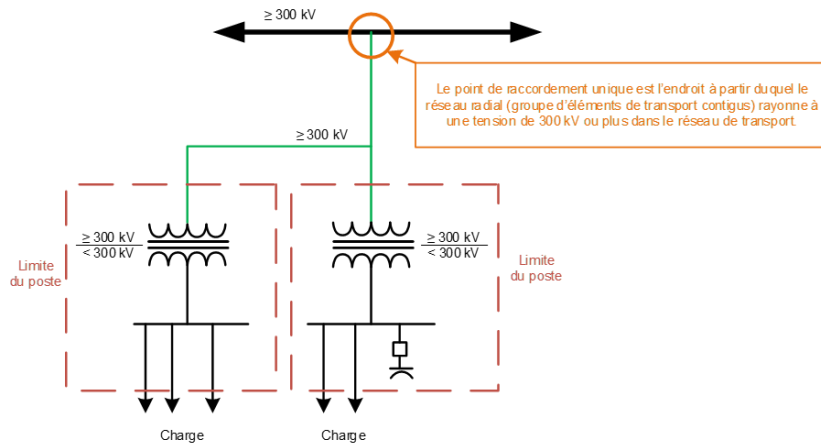 ≥ 300 kV
Le point de raccordement unique est l'endroit à partir duquel le
réseau radial (groupe d'éléments de transport contigus) rayonne à
une tension de 300 kV ou plus dans le réseau de transport.
≥ 300 kV
≥ 300 kV
< 300 kV
≥ 300 kV
< 300 kV
Limite
du poste
Limite
du poste
Charge
Charge